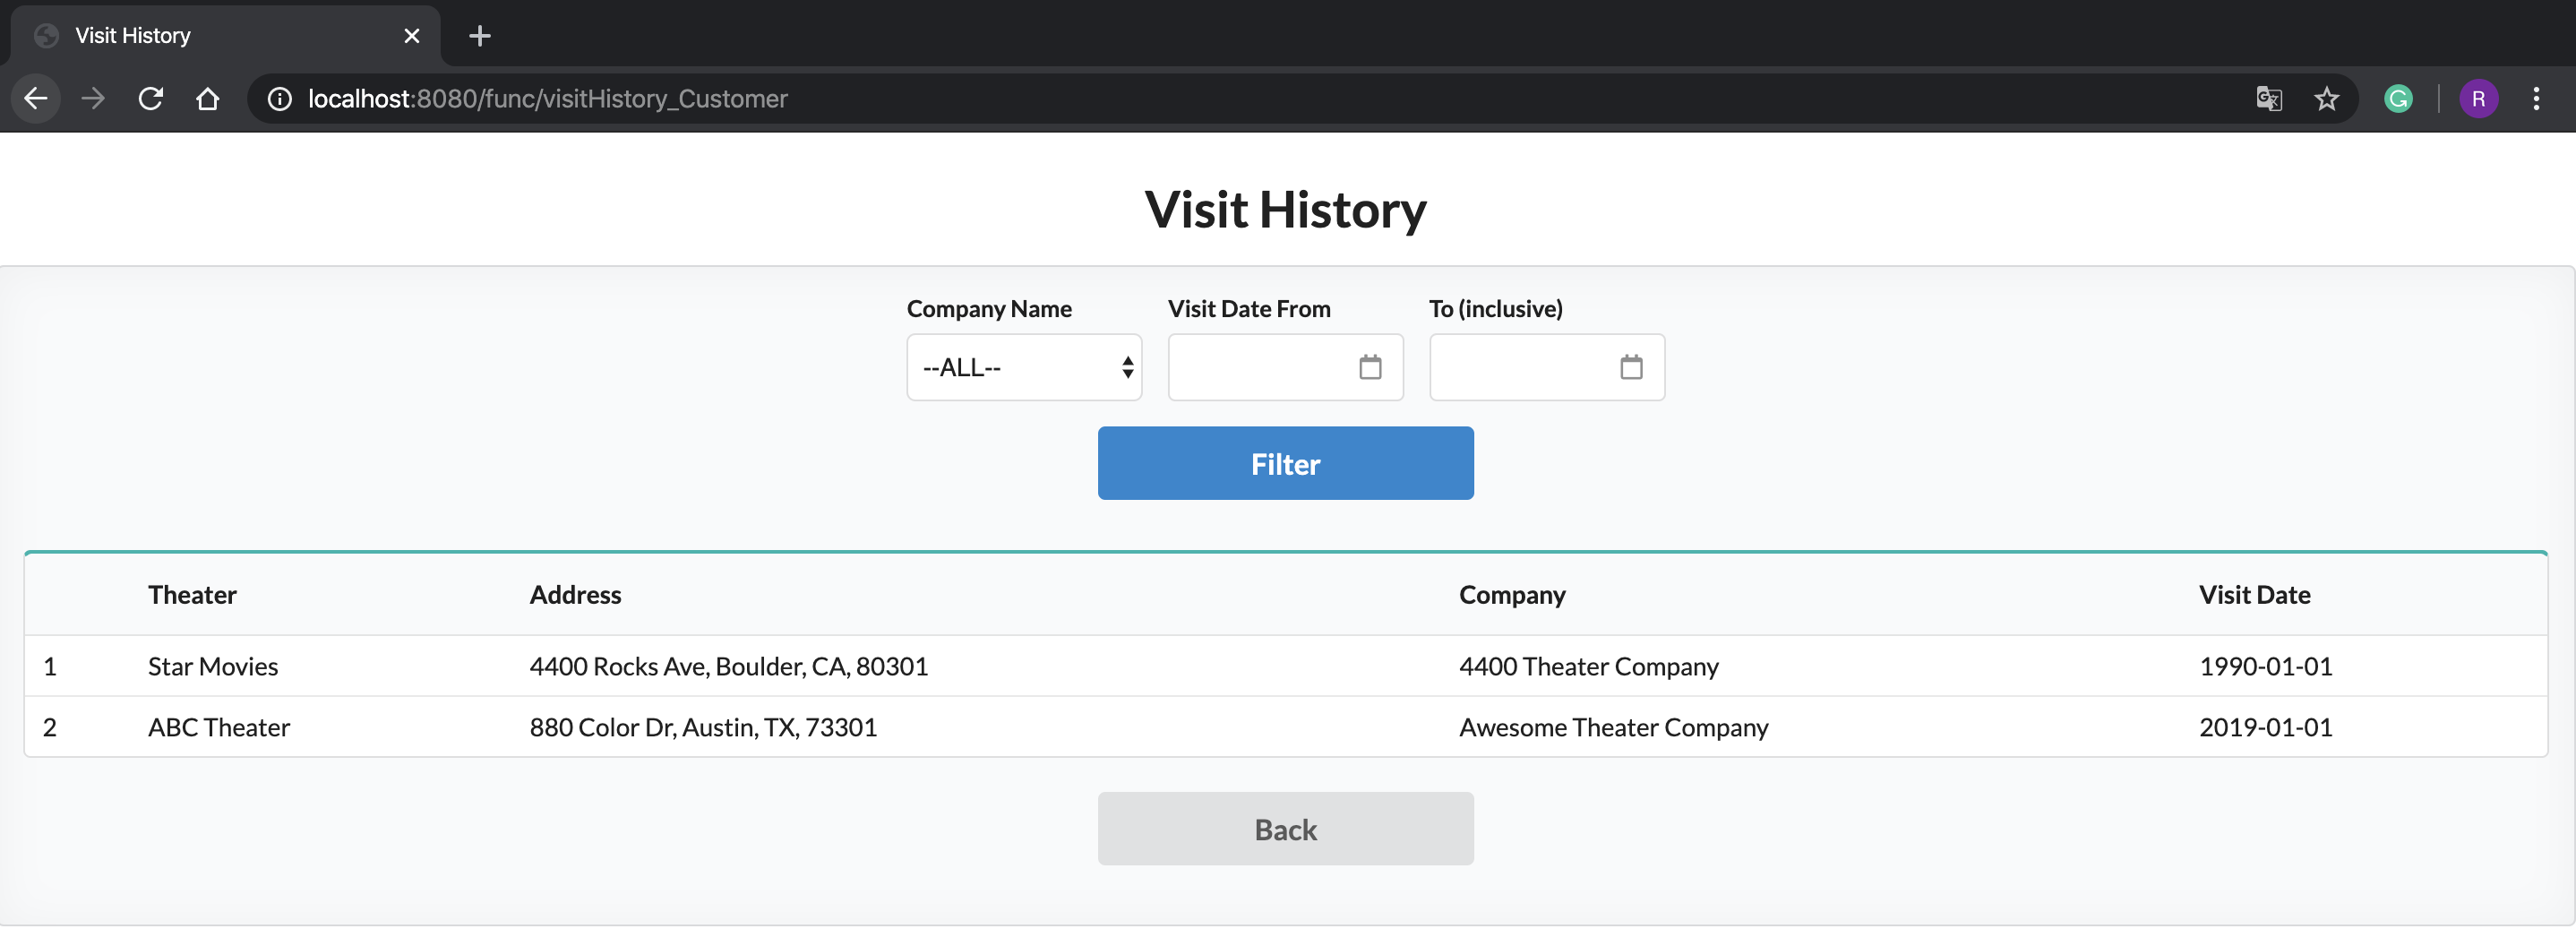 Visit History
localhost:8080/func/visitHistory_Customer
R
Visit History
Company Name Visit Date From To (inclusive)
--ALL--
Filter
Theater Address Company Visit Date
1 Star Movies 4400 Rocks Ave, Boulder, CA, 80301 4400 Theater Company 1990-01-01
2 ABC Theater 880 Color Dr, Austin, TX, 73301 Awesome Theater Company 2019-01-01
Back